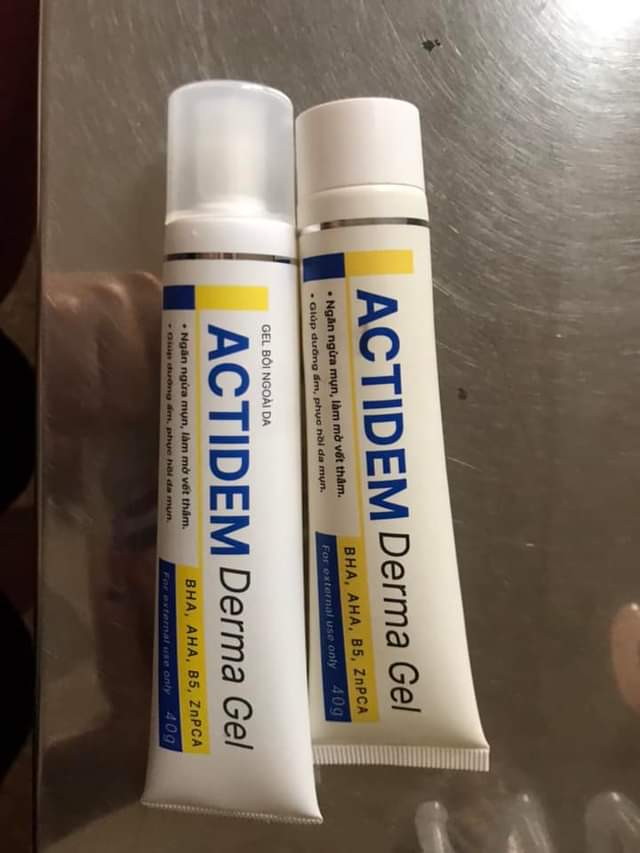 GEL BÔI NGOÀI DA
ACTIDEM Derma Gel
• Ngăn ngừa mụn, làm mờ vết thâm.
• Giúp dưỡng ẩm, phục hồi da mụn.
BHA, AHA, B5, ZnPCA
For external use only 40g
ACTIDEM Derma Gel
• Ngăn ngừa mụn, làm mờ vết thâm.
• Giúp dưỡng ẩm, phục hồi da mụn.
BHA, AHA, B5, ZnPCA
For external use only 40g